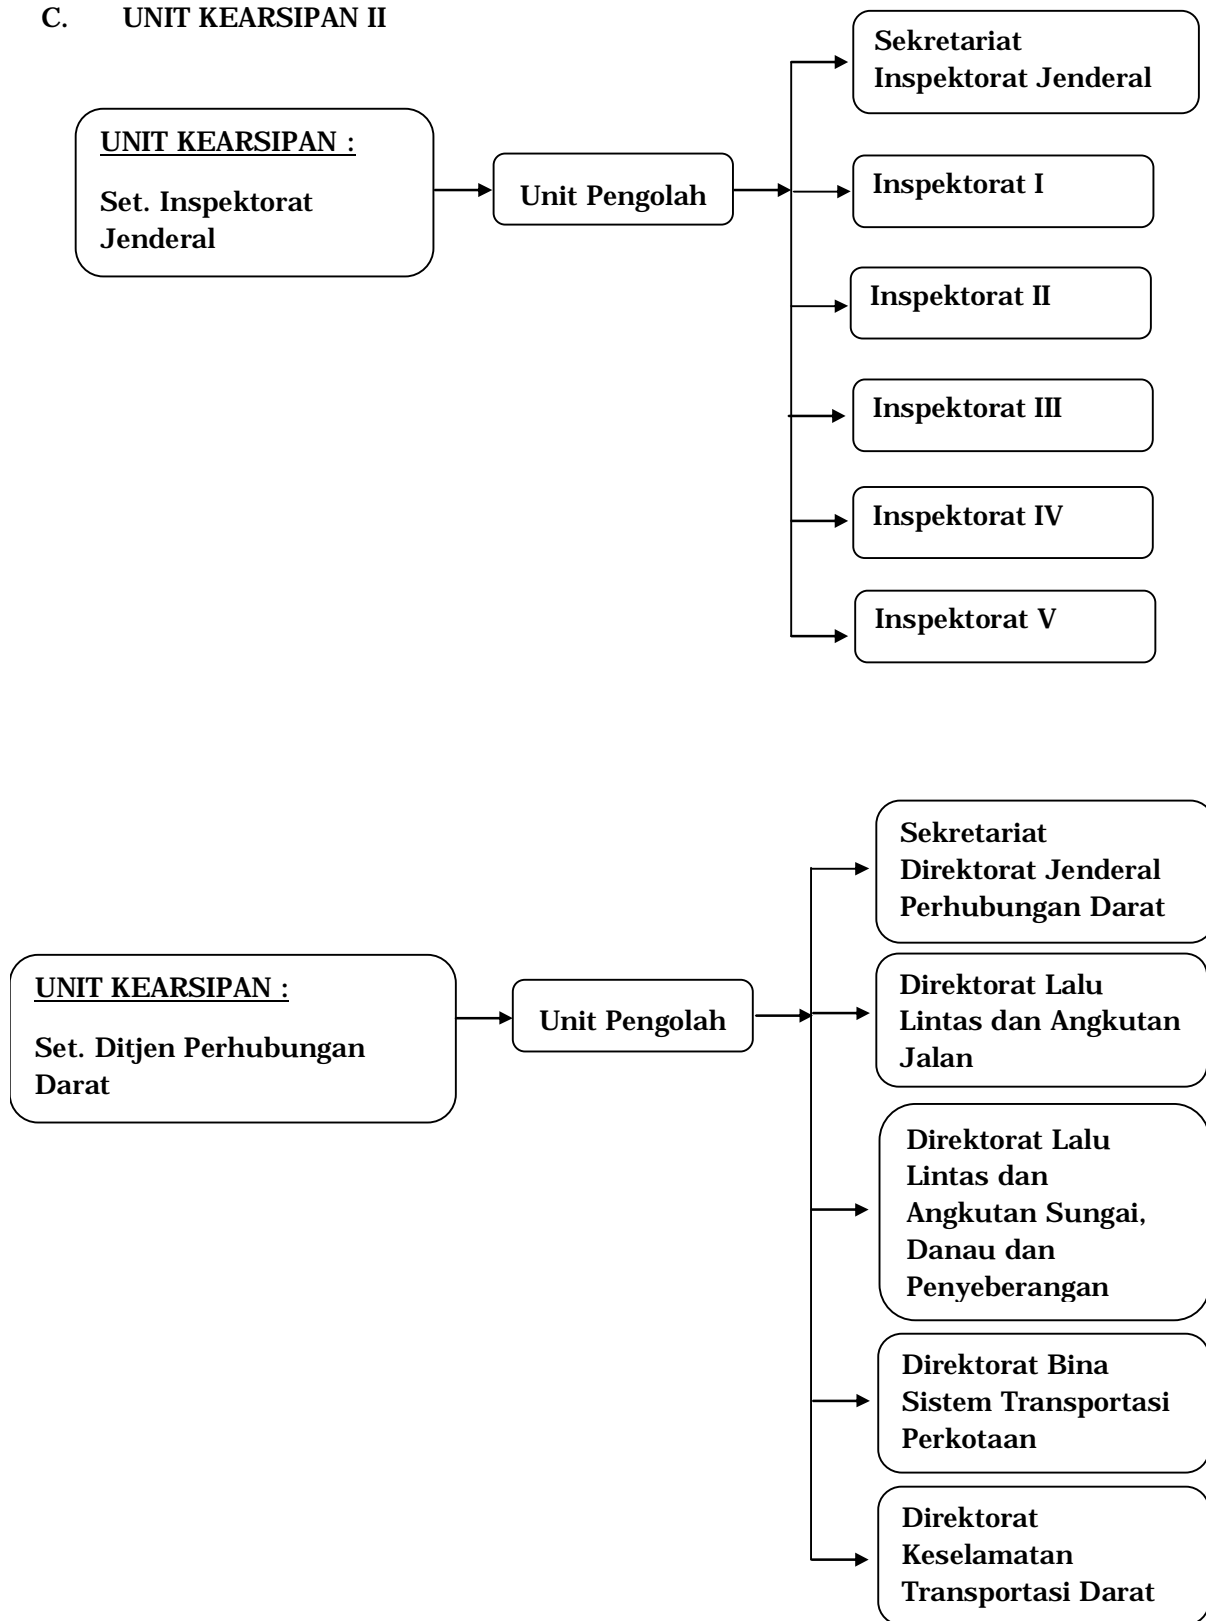 C. UNIT KEARSIPAN II
UNIT KEARSIPAN :
Set. Inspektorat
Jenderal
Unit Pengolah
Sekretariat
Inspektorat Jenderal
Inspektorat I
Inspektorat II
Inspektorat III
Inspektorat IV
Inspektorat V
UNIT KEARSIPAN :
Set. Ditjen Perhubungan
Darat
Unit Pengolah
Sekretariat
Direktorat Jenderal
Perhubungan Darat
Direktorat Lalu
Lintas dan Angkutan
Jalan
Direktorat Lalu
Lintas dan
Angkutan Sungai,
Danau dan
Penyeberangan
Direktorat Bina
Sistem Transportasi
Perkotaan
Direktorat
Keselamatan
Transportasi Darat